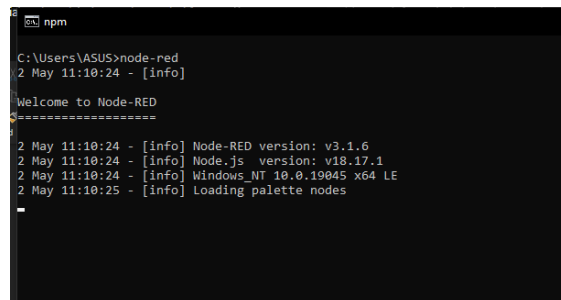 npm
C:\Users\ASUS>node-red
2 May 11:10:24 - [info]
Welcome to Node-RED
===================
2 May 11:10:24 - [info] Node-RED version: v3.1.6
2 May 11:10:24 - [info] Node.js  version: v18.17.1
2 May 11:10:24 - [info] Windows_NT 10.0.19045 x64 LE
2 May 11:10:25 - [info] Loading palette nodes